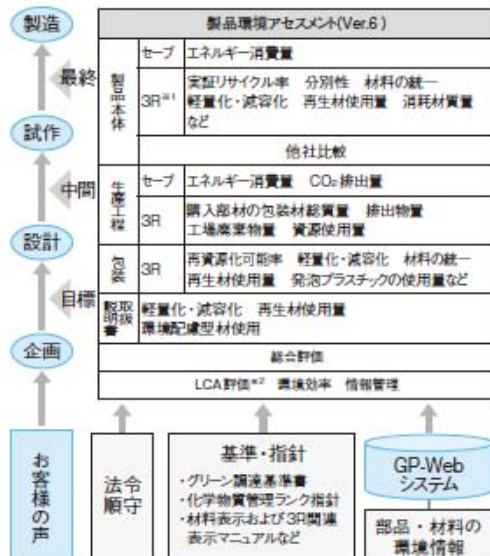 製造
最終
試作
中間
設計
目標
企画
お客様の声
製品環境アセスメント(Ver.6)
製品本体
セーブ
エネルギー消費量
3R※1
実証リサイクル率 分別性 材料の統一
軽量化・減容化 再生材使用量 消耗材質量
など
他社比較
生産工程
セーブ
エネルギー消費量 CO₂排出量
3R
購入部材の包装材総質量 排出物量
工場廃棄物量 資源使用量
包装
3R
再資源化可能率 軽量化・減容化 材料の統一
再生材使用量 発泡プラスチックの使用量など
取扱説明書
軽量化・減容化 再生材使用量
環境配慮型材使用
総合評価
LCA評価※2 環境効率 情報管理
法令
順守
基準・指針
・グリーン調達基準書
・化学物質管理ランク指針
・材料表示および3R関連
表示マニュアルなど
GP-Web
システム
部品・材料の
環境情報